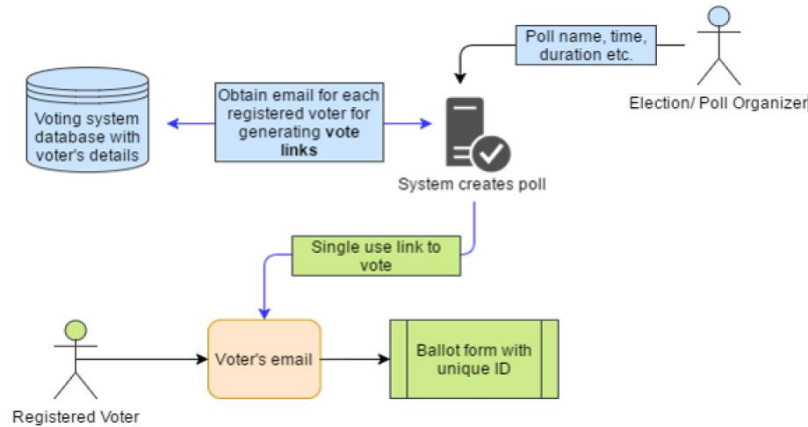 Poll name, time,
duration etc.
Election/ Poll Organizer
Voting system
database with
voter's details
Obtain email for each
registered voter for
generating vote
links
System creates poll
Single use link to
vote
Registered Voter
Voter's email
Ballot form with
unique ID